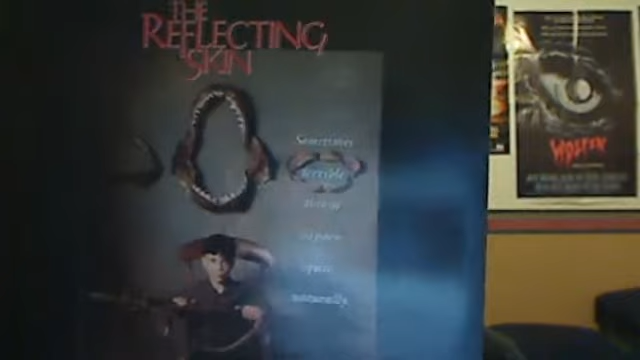 THE
REFLECTING
SKIN
Sometimes
terrible
things
happen
quite
naturally
WOLFEN